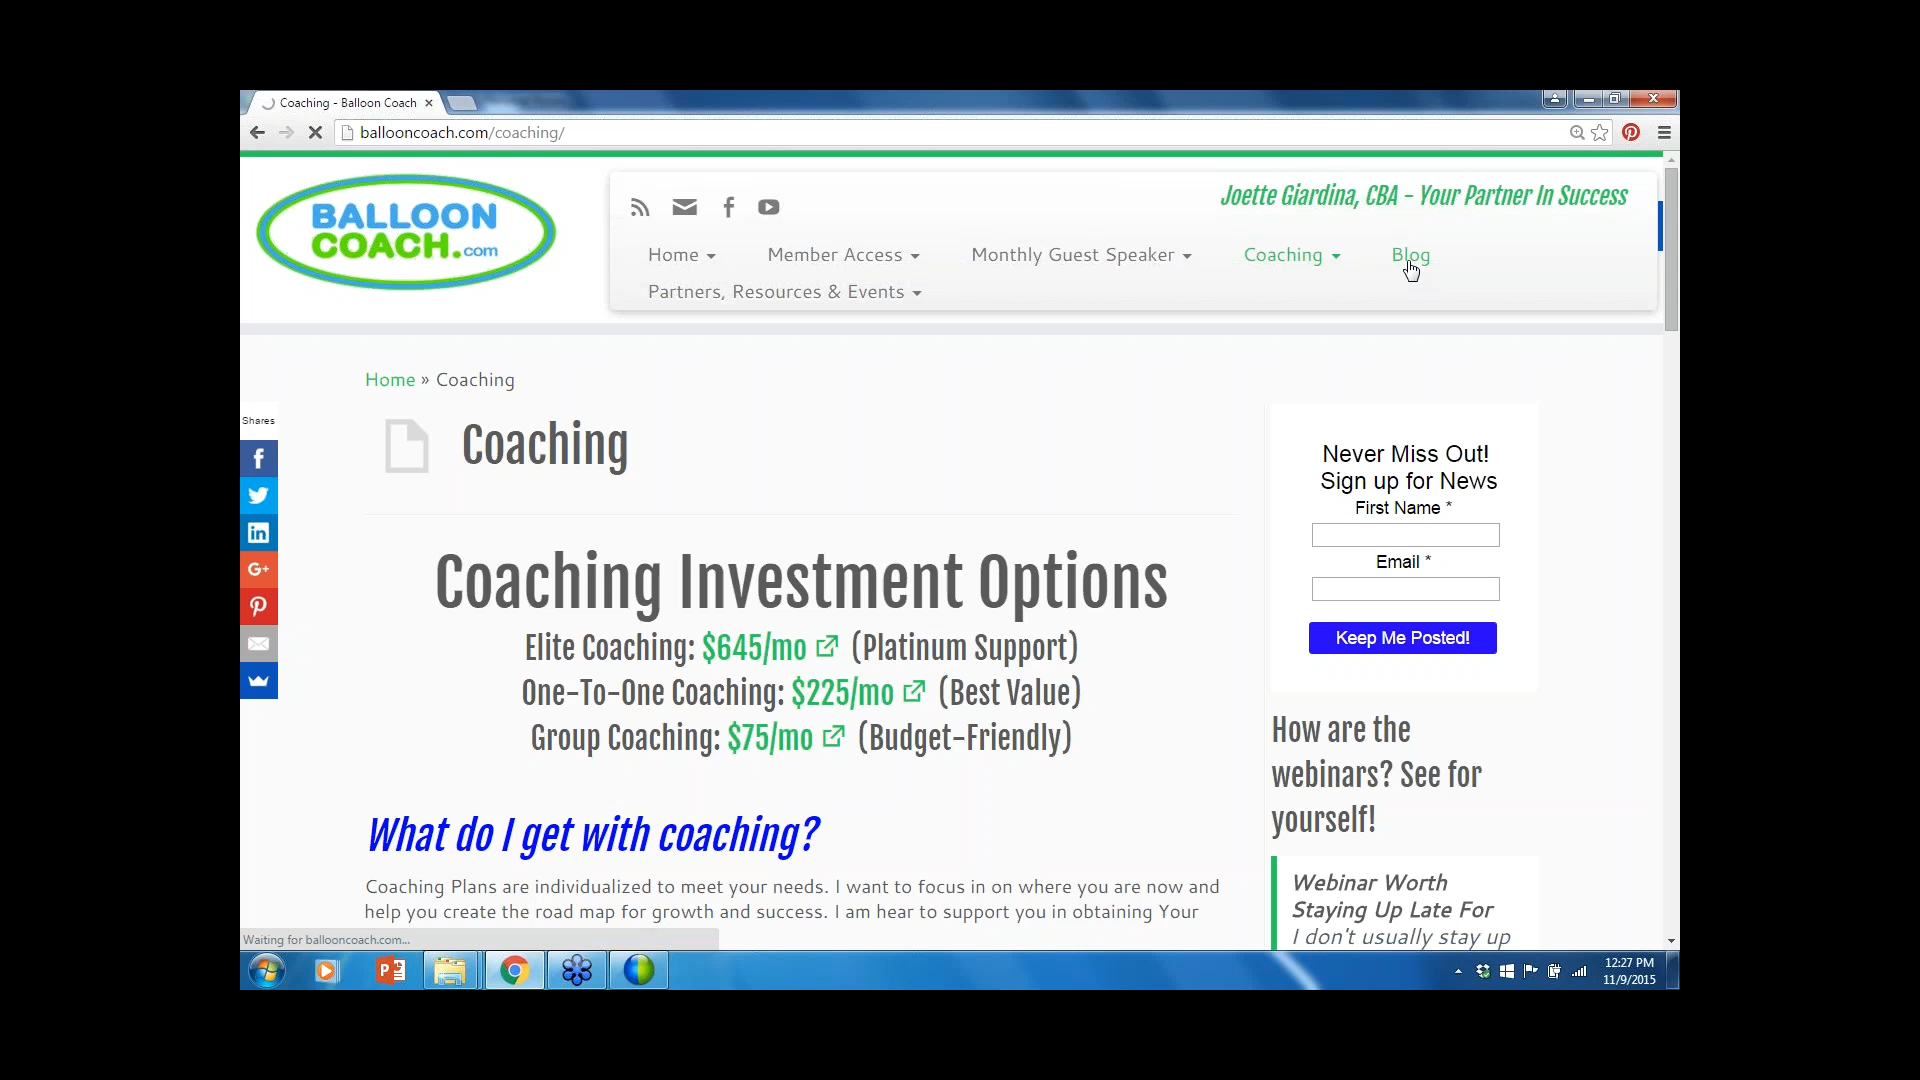 Coaching - Balloon Coach
ballooncoach.com/coaching/
BALLOON
COACH.com
Joette Giardina, CBA - Your Partner In Success
Home
Member Access
Monthly Guest Speaker
Coaching
Blog
Partners, Resources & Events
Home » Coaching
Shares
Coaching
Coaching Investment Options
Elite Coaching: $645/mo (Platinum Support)
One-To-One Coaching: $225/mo (Best Value)
Group Coaching: $75/mo (Budget-Friendly)
What do I get with coaching?
Coaching Plans are individualized to meet your needs. I want to focus in on where you are now and
help you create the road map for growth and success. I am hear to support you in obtaining Your
Never Miss Out!
Sign up for News
First Name *
Email *
Keep Me Posted!
How are the
webinars? See for
yourself!
Webinar Worth
Staying Up Late For
I don't usually stay up
Waiting for ballooncoach.com...
12:27 PM
11/9/2015